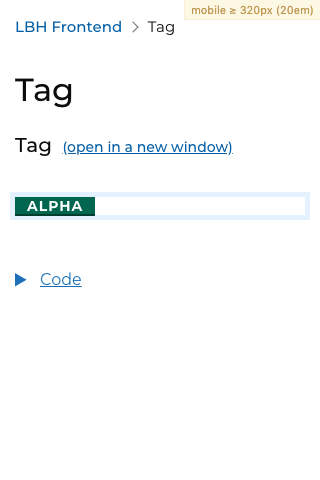 mobile ≥ 320px (20em)
LBH Frontend > Tag
Tag
Tag (open in a new window)
ALPHA
Code